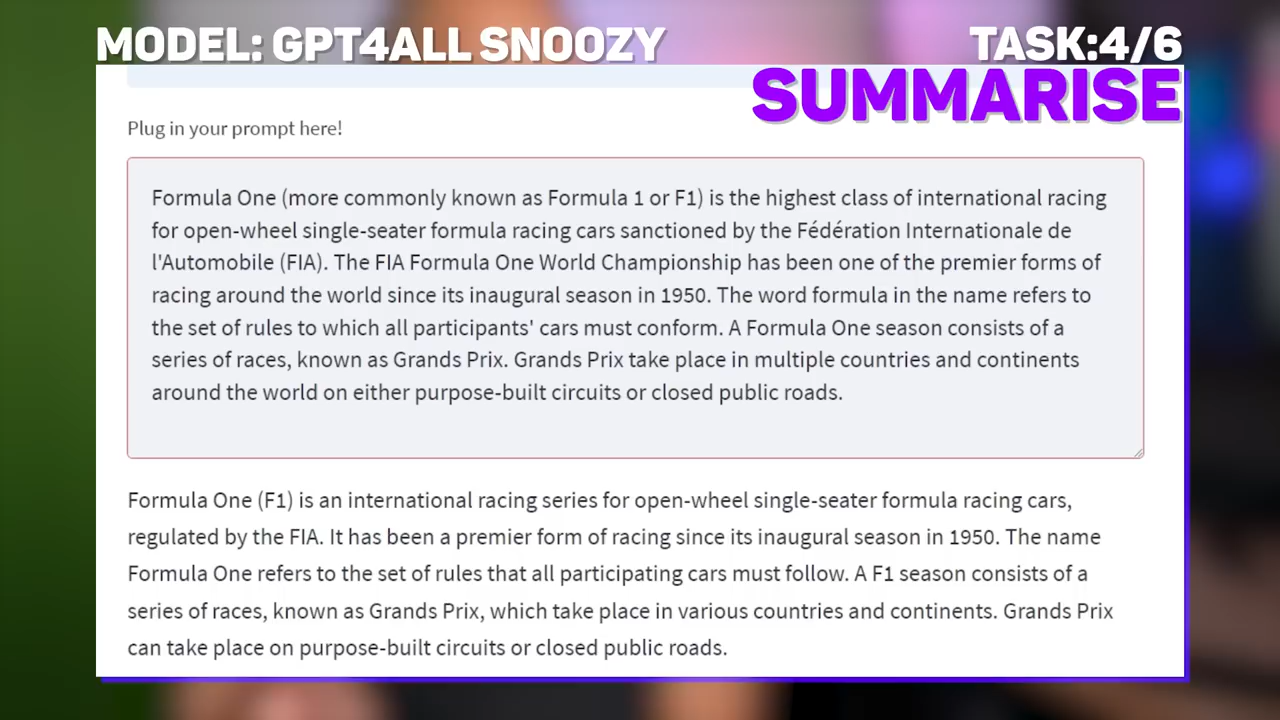 MODEL: GPT4ALL SNOOZY
TASK:4/6
SUMMARISE
Plug in your prompt here!
Formula One (more commonly known as Formula 1 or F1) is the highest class of international racing
for open-wheel single-seater formula racing cars sanctioned by the Fédération Internationale de
l'Automobile (FIA). The FIA Formula One World Championship has been one of the premier forms of
racing around the world since its inaugural season in 1950. The word formula in the name refers to
the set of rules to which all participants' cars must conform. A Formula One season consists of a
series of races, known as Grands Prix. Grands Prix take place in multiple countries and continents
around the world on either purpose-built circuits or closed public roads.
Formula One (F1) is an international racing series for open-wheel single-seater formula racing cars,
regulated by the FIA. It has been a premier form of racing since its inaugural season in 1950. The name
Formula One refers to the set of rules that all participating cars must follow. A F1 season consists of a
series of races, known as Grands Prix, which take place in various countries and continents. Grands Prix
can take place on purpose-built circuits or closed public roads.